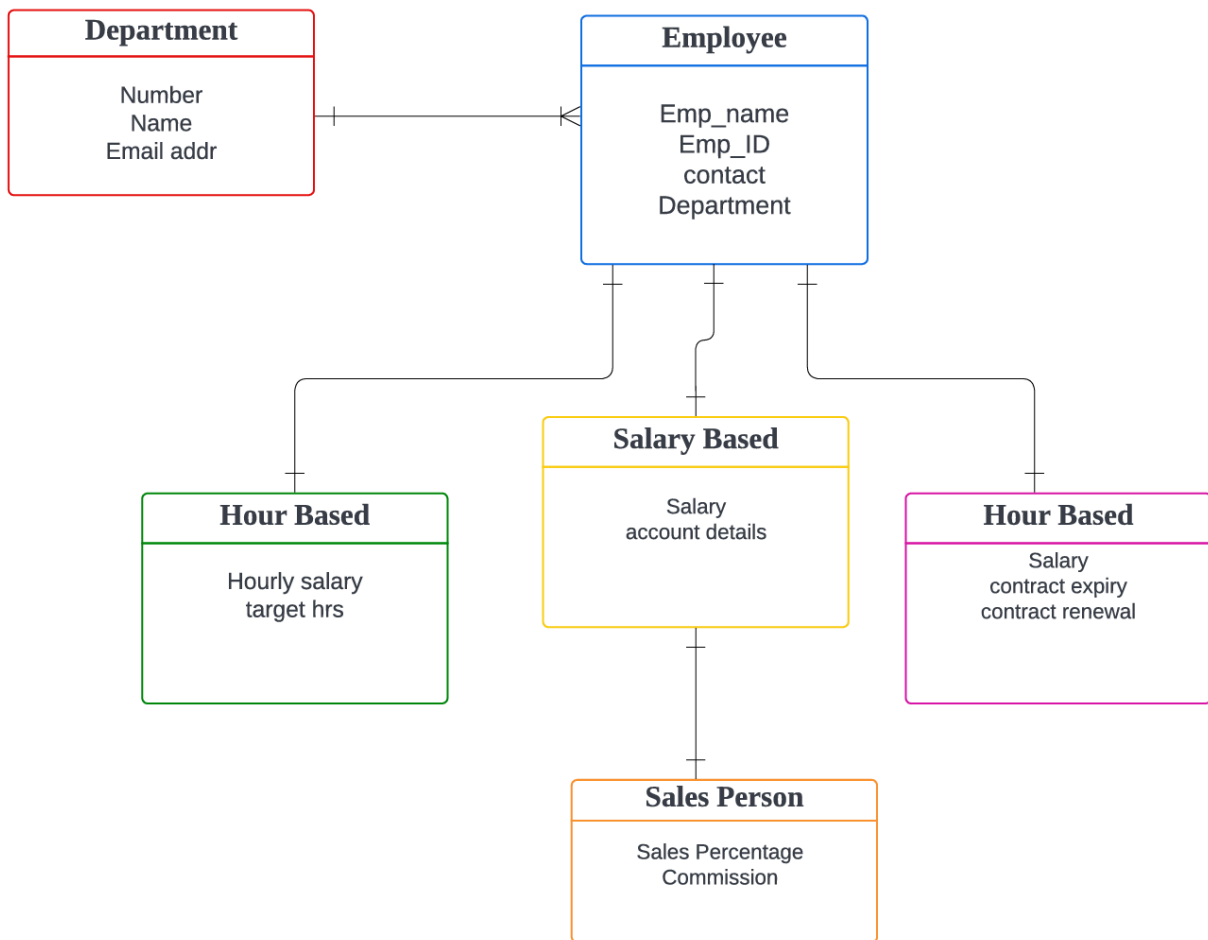 Department
Number
Name
Email addr
Employee
Emp_name
Emp_ID
contact
Department
Hour Based
Hourly salary
target hrs
Salary Based
Salary
account details
Hour Based
Salary
contract expiry
contract renewal
Sales Person
Sales Percentage
Commission